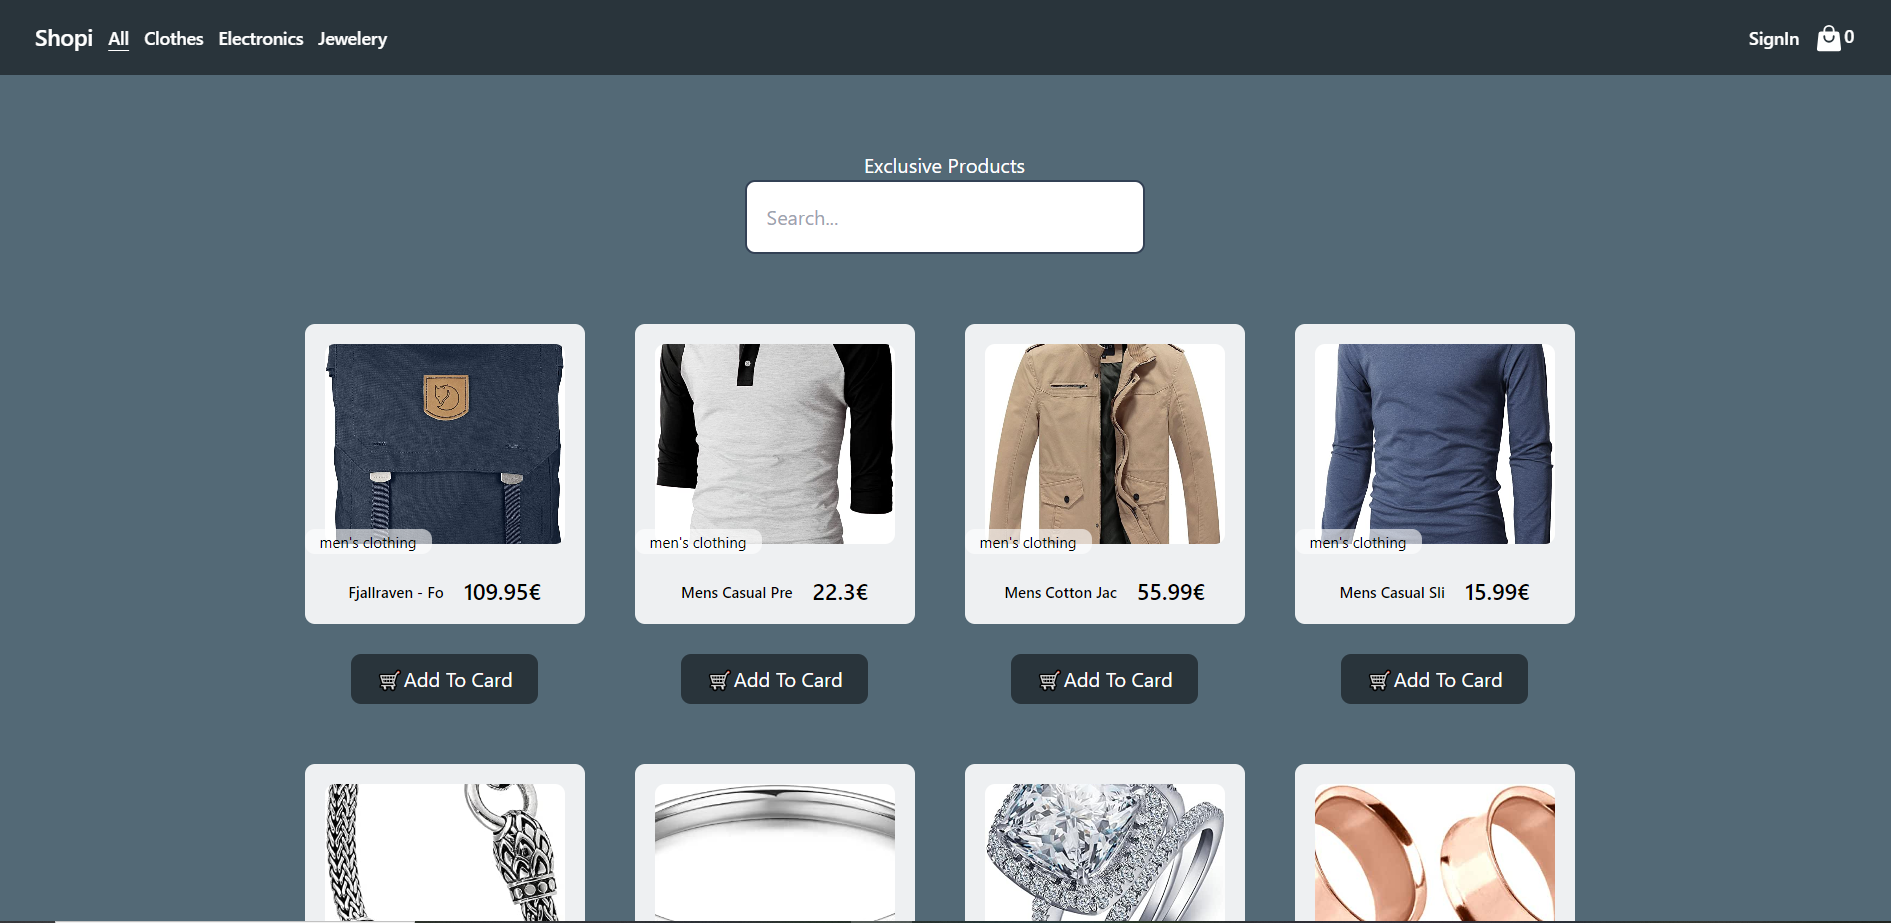 Shopi All Clothes Electronics Jewelery SignIn 0
Exclusive Products
Search...
men's clothing men's clothing men's clothing men's clothing
Fjallraven - Fo 109.95€ Mens Casual Pre 22.3€ Mens Cotton Jac 55.99€ Mens Casual Sli 15.99€
Add To Card Add To Card Add To Card Add To Card